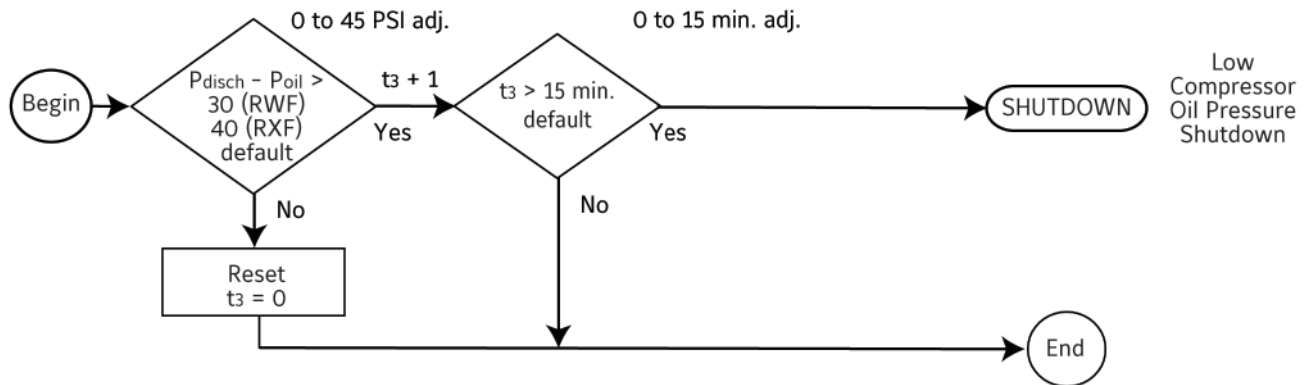 0 to 45 PSI adj.
0 to 15 min. adj.
Begin
Pdisch - Poil >
30 (RWF)
40 (RXF)
default
t3 + 1
Yes
t3 > 15 min.
default
Yes
SHUTDOWN
Low
Compressor
Oil Pressure
Shutdown
No
No
Reset
t3 = 0
End